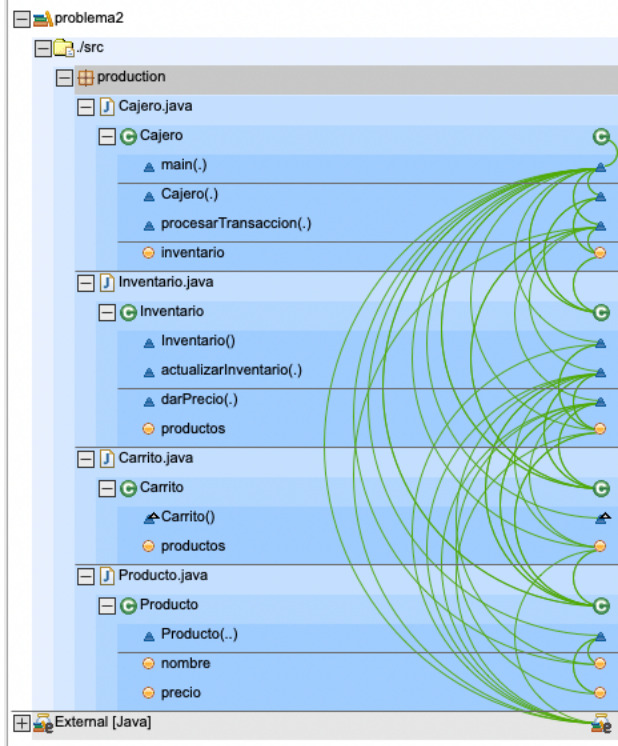 problema2
./src
production
Cajero.java
Cajero
main(.)
Cajero(.)
procesarTransaccion(.)
inventario
Inventario.java
Inventario
Inventario()
actualizarInventario(.)
darPrecio(.)
productos
Carrito.java
Carrito
Carrito()
productos
Producto.java
Producto
Producto(..)
nombre
precio
External [Java]